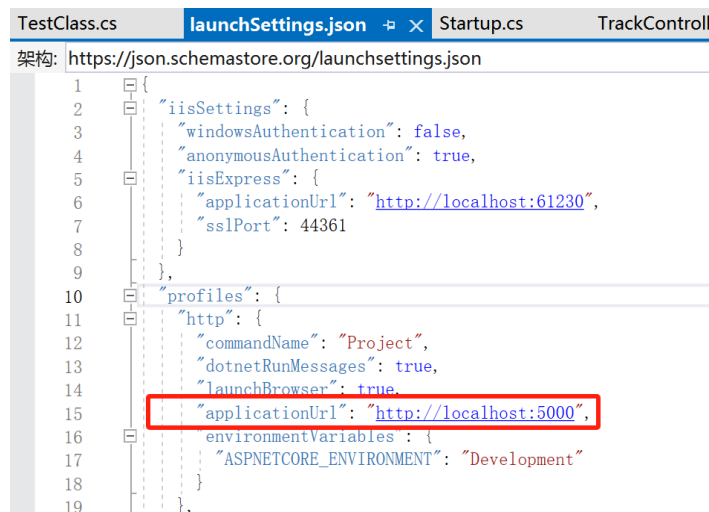 TestClass.cs launchSettings.json Startup.cs TrackControll
架构: https://json.schemastore.org/launchsettings.json
1 {
2 "iisSettings": {
3 "windowsAuthentication": false,
4 "anonymousAuthentication": true,
5 "iisExpress": {
6 "applicationUrl": "http://localhost:61230",
7 "sslPort": 44361
8 }
9 },
10 "profiles": {
11 "http": {
12 "commandName": "Project",
13 "dotnetRunMessages": true,
14 "launchBrowser": true,
15 "applicationUrl": "http://localhost:5000",
16 "environmentVariables": {
17 "ASPNETCORE_ENVIRONMENT": "Development"
18 }
19 },